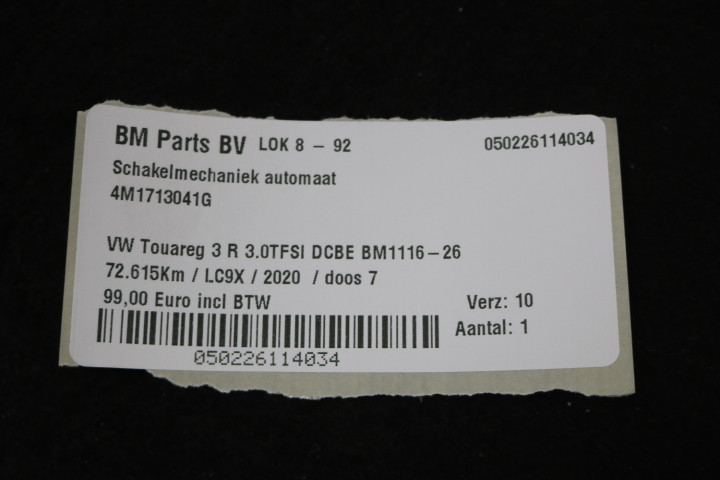 BM Parts BV LOK 8 - 92 050226114034
Schakelmechaniek automaat
4M1713041G
VW Touareg 3 R 3.0TFSI DCBE BM1116-26
72.615Km / LC9X / 2020 / doos 7
99,00 Euro incl BTW Verz: 10
Aantal: 1
050226114034